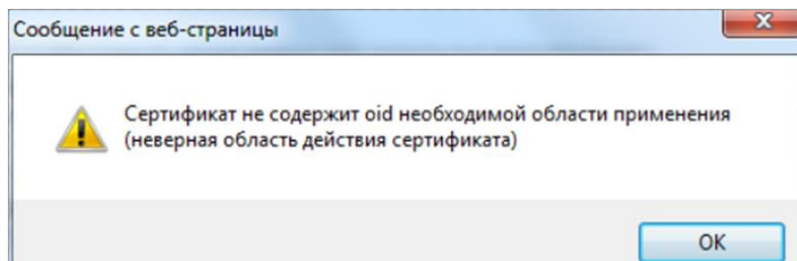 Сообщение с веб-страницы
Сертификат не содержит oid необходимой области применения
(неверная область действия сертификата)
OK